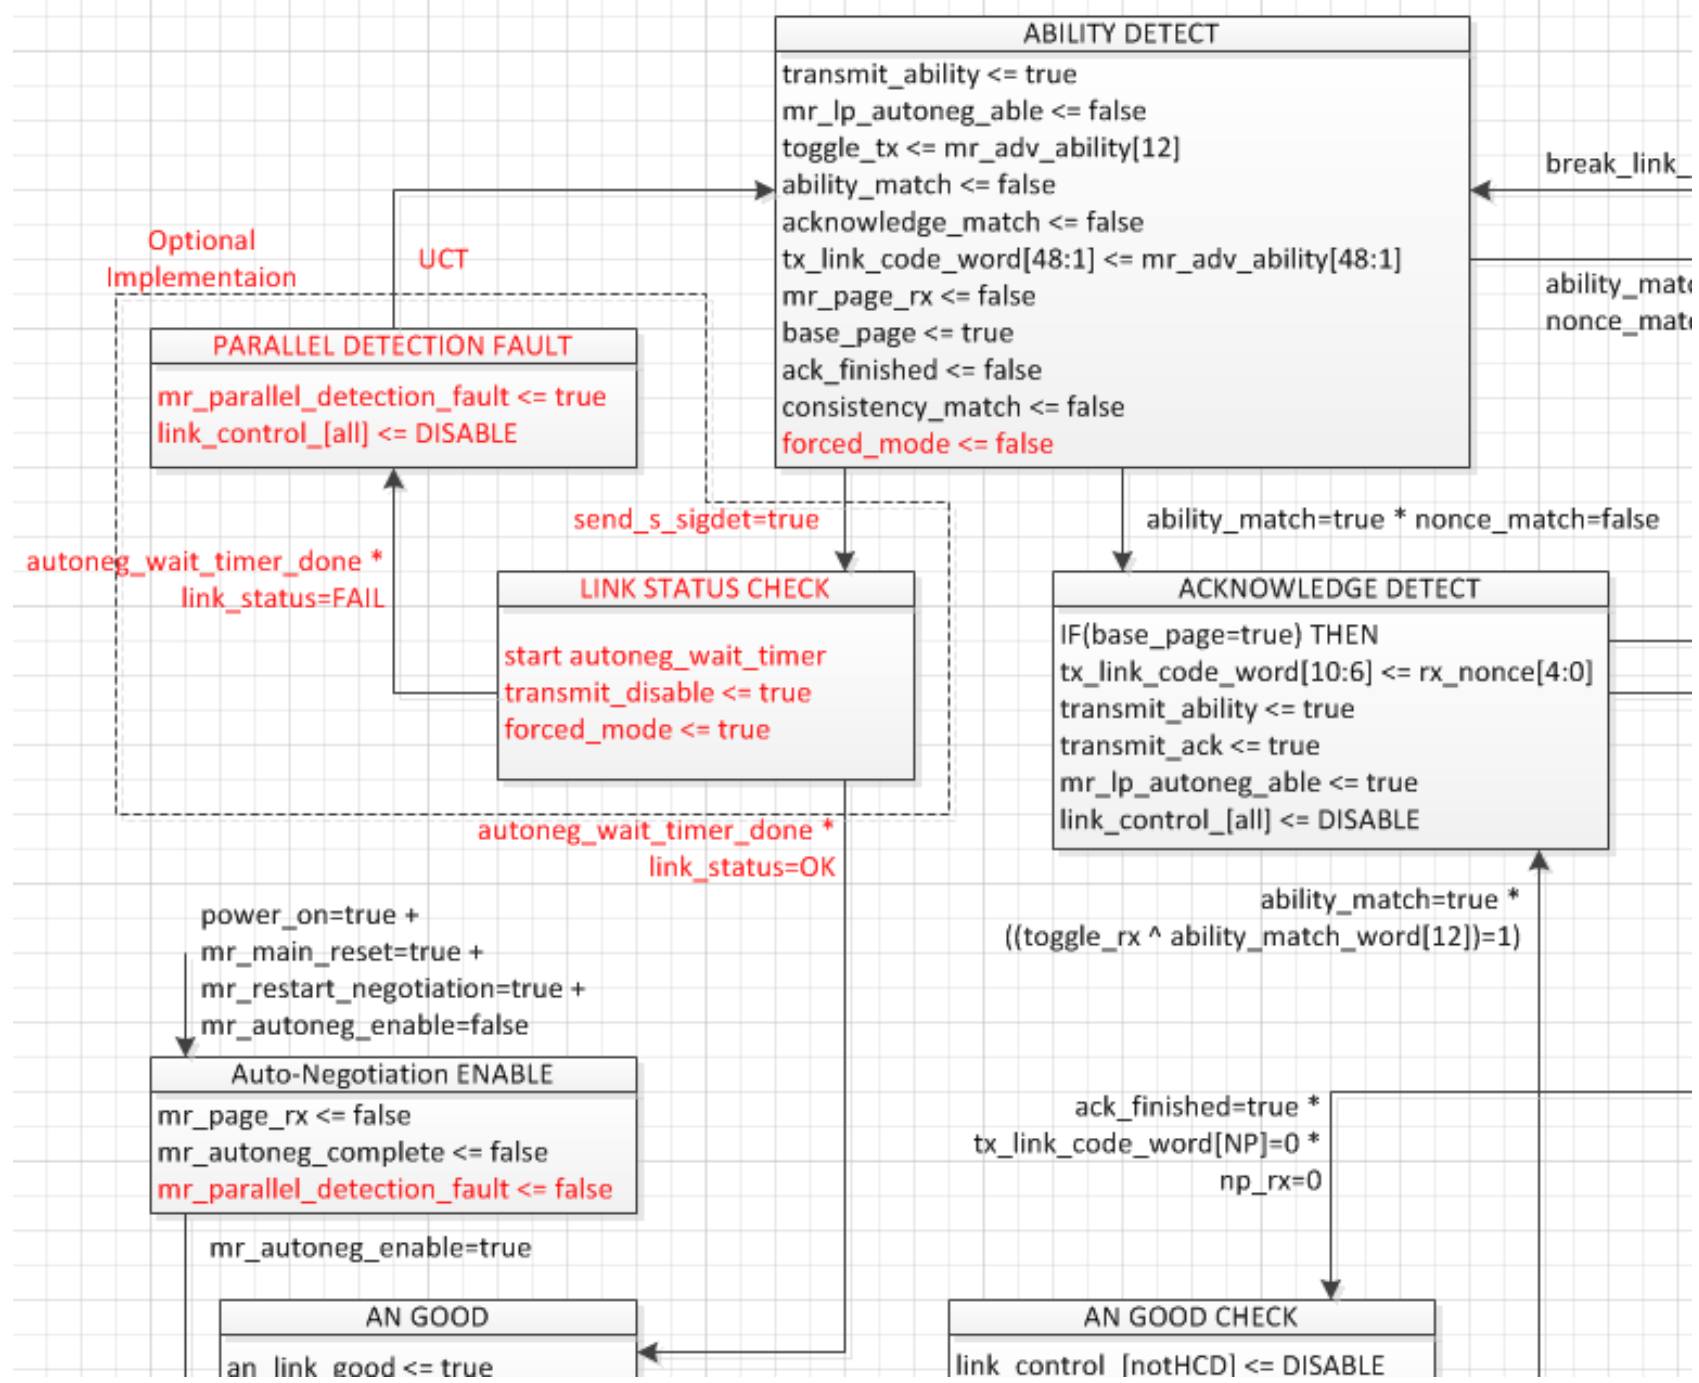 ABILITY DETECT
transmit_ability <= true
mr_lp_autoneg_able <= false
toggle_tx <= mr_adv_ability[12]
ability_match <= false
acknowledge_match <= false
tx_link_code_word[48:1] <= mr_adv_ability[48:1]
mr_page_rx <= false
base_page <= true
ack_finished <= false
consistency_match <= false
forced_mode <= false
break_link_
ability_matc
nonce_matc
Optional
Implementaion
UCT
PARALLEL DETECTION FAULT
mr_parallel_detection_fault <= true
link_control_[all] <= DISABLE
send_s_sigdet=true
ability_match=true * nonce_match=false
autoneg_wait_timer_done *
link_status=FAIL
LINK STATUS CHECK
start autoneg_wait_timer
transmit_disable <= true
forced_mode <= true
ACKNOWLEDGE DETECT
IF(base_page=true) THEN
tx_link_code_word[10:6] <= rx_nonce[4:0]
transmit_ability <= true
transmit_ack <= true
mr_lp_autoneg_able <= true
link_control_[all] <= DISABLE
autoneg_wait_timer_done *
link_status=OK
ability_match=true *
((toggle_rx ^ ability_match_word[12])=1)
power_on=true +
mr_main_reset=true +
mr_restart_negotiation=true +
mr_autoneg_enable=false
Auto-Negotiation ENABLE
mr_page_rx <= false
mr_autoneg_complete <= false
mr_parallel_detection_fault <= false
mr_autoneg_enable=true
ack_finished=true *
tx_link_code_word[NP]=0 *
np_rx=0
AN GOOD
an_link_good <= true
AN GOOD CHECK
link_control_[notHCD] <= DISABLE